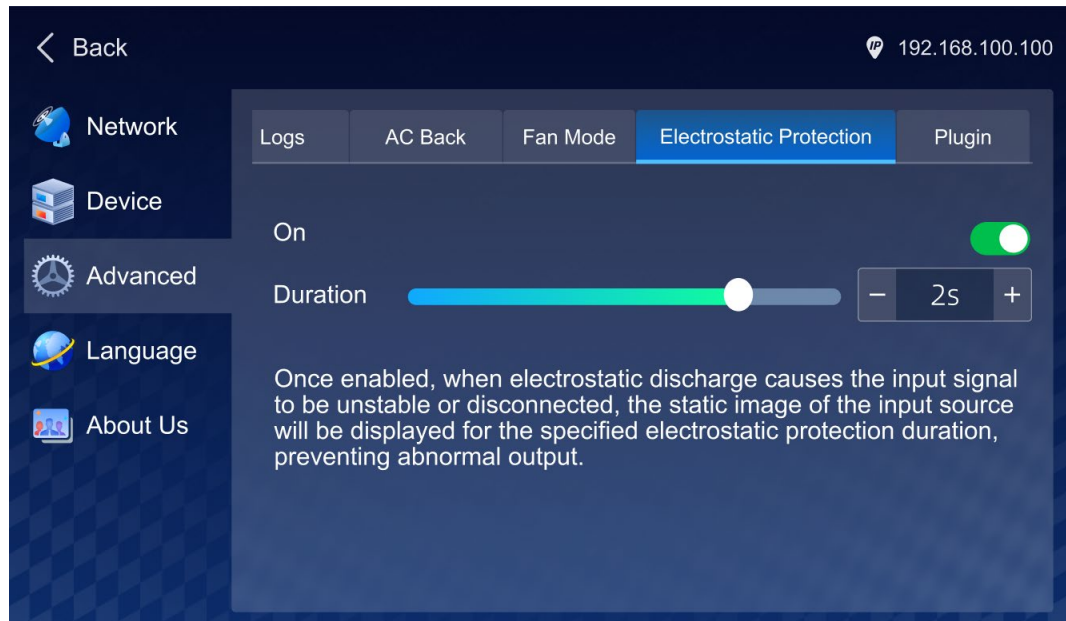 Back
IP 192.168.100.100
Network
Device
Advanced
Language
About Us
Logs AC Back Fan Mode Electrostatic Protection Plugin
On
Duration − 2s +
Once enabled, when electrostatic discharge causes the input signal
to be unstable or disconnected, the static image of the input source
will be displayed for the specified electrostatic protection duration,
preventing abnormal output.